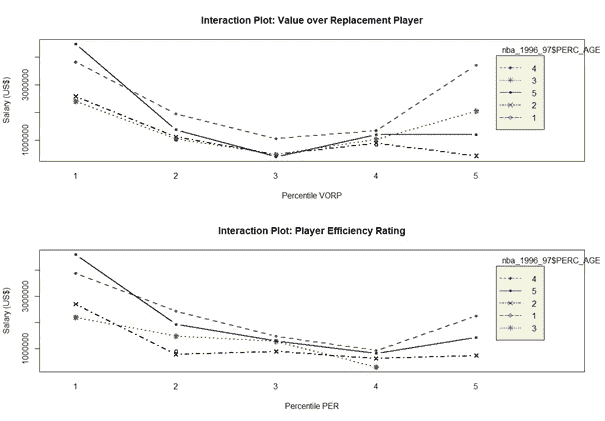 Interaction Plot: Value over Replacement Player
nba_1996_97$PERC_AGE
4
3
5
2
1
Salary (US$)
3000000
1000000
1 2 3 4 5
Percentile VORP
Interaction Plot: Player Efficiency Rating
nba_1996_97$PERC_AGE
4
5
2
1
3
Salary (US$)
3000000
1000000
1 2 3 4 5
Percentile PER